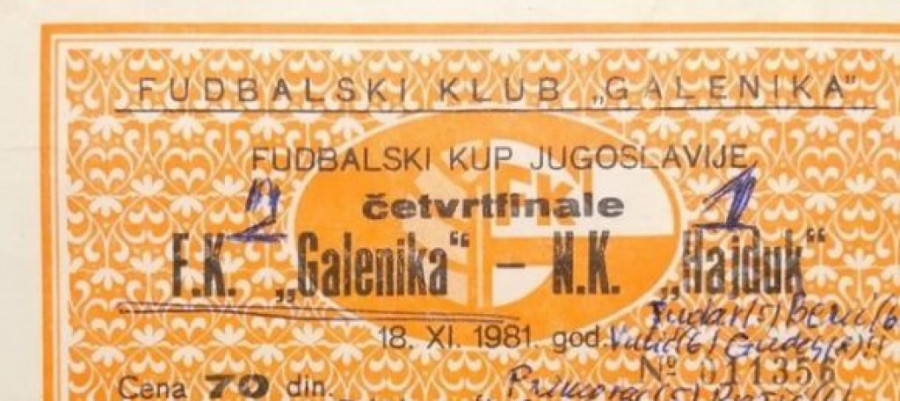 FUDBALSKI KLUB „GALENIKA“
FUDBALSKI KUP JUGOSLAVIJE
četvrtfinale
2 1
F.K. „Galenika“ – N.K. „Hajduk“
18. XI. 1981. god.
№ 011356
Cena 70 din.